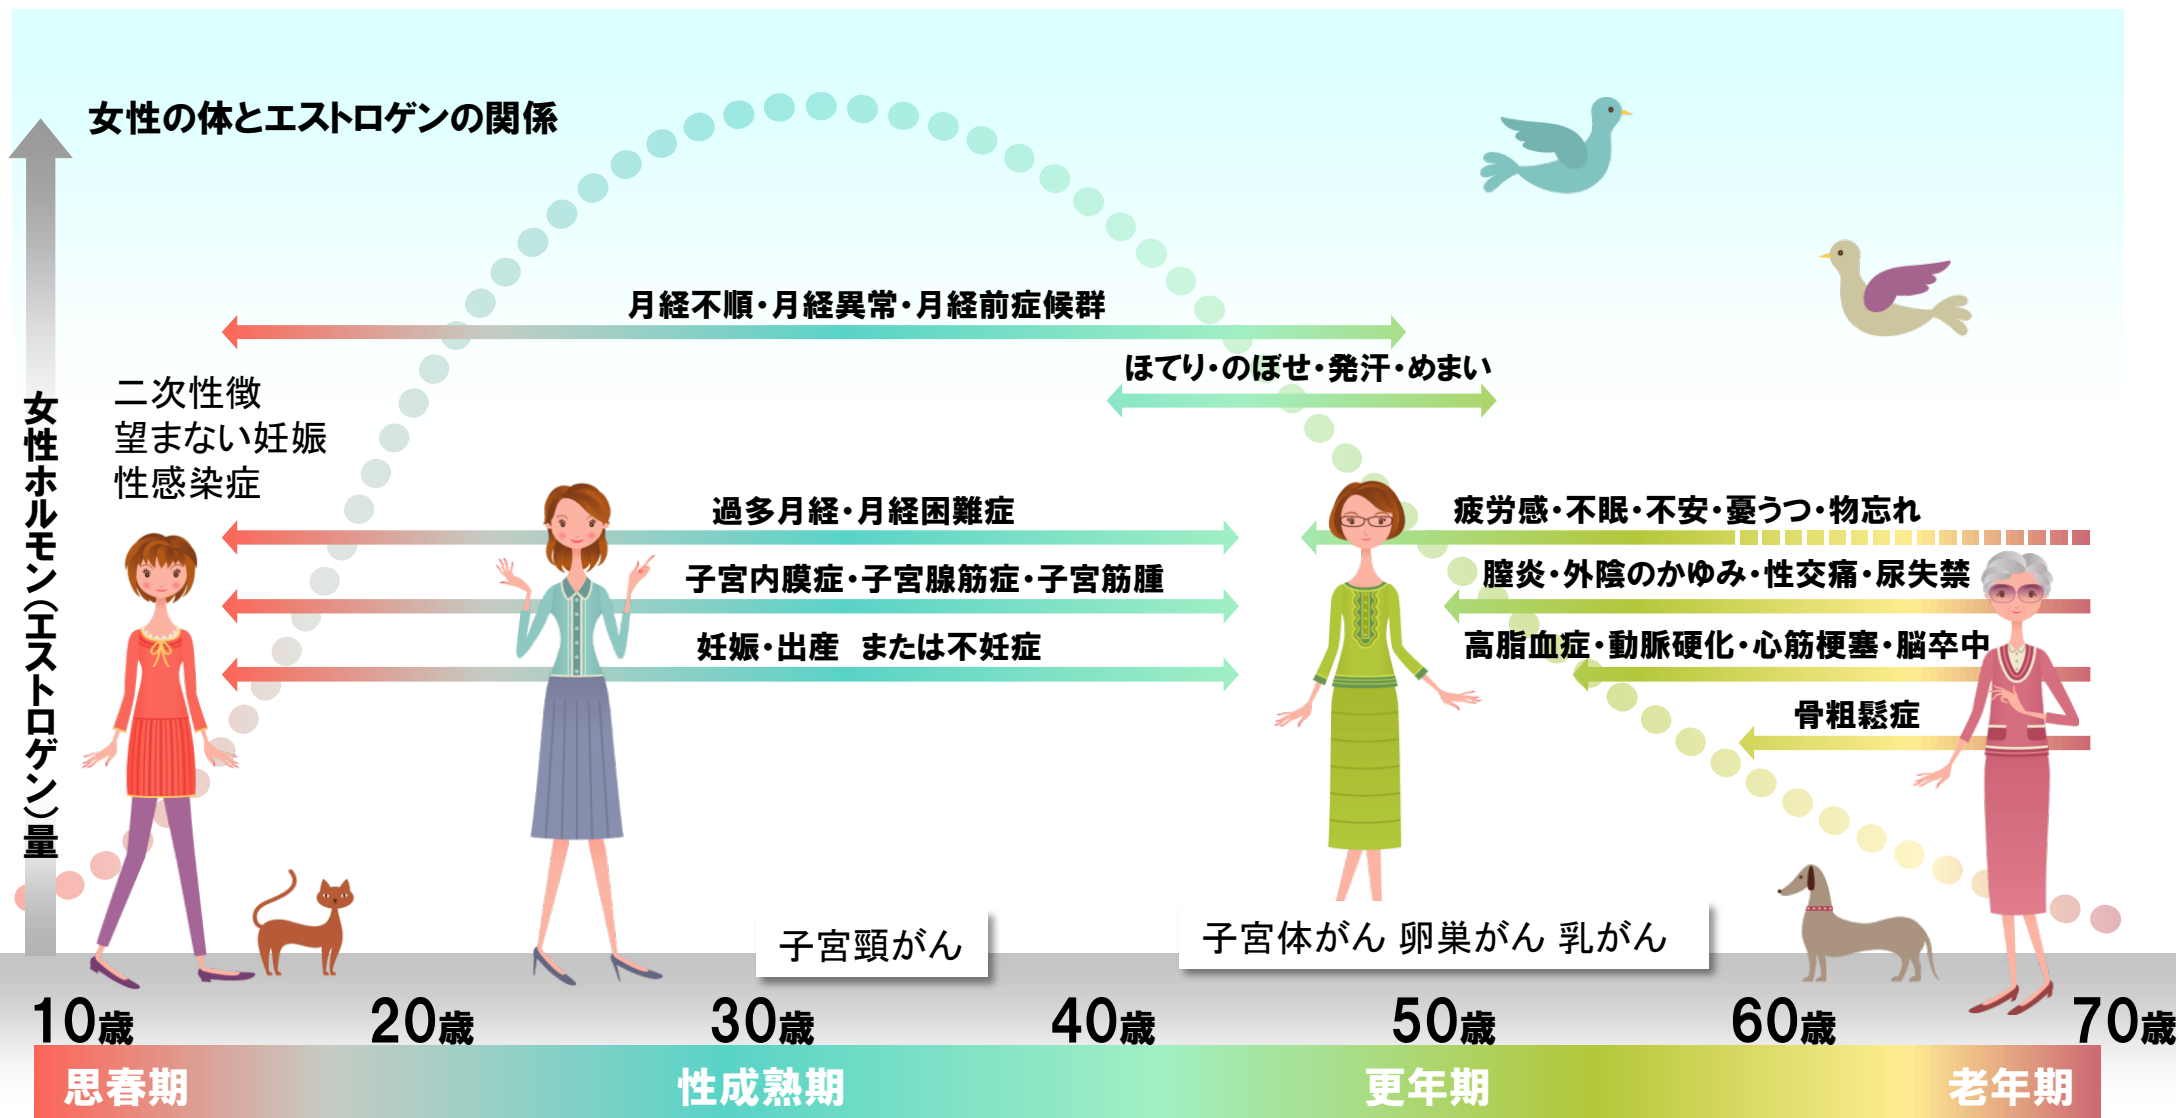 女性の体とエストロゲンの関係
女性ホルモン（エストロゲン）量
月経不順・月経異常・月経前症候群
ほてり・のぼせ・発汗・めまい
二次性徴
望まない妊娠
性感染症
過多月経・月経困難症
疲労感・不眠・不安・憂うつ・物忘れ
子宮内膜症・子宮腺筋症・子宮筋腫
膣炎・外陰のかゆみ・性交痛・尿失禁
妊娠・出産　または不妊症
高脂血症・動脈硬化・心筋梗塞・脳卒中
骨粗鬆症
子宮頸がん
子宮体がん 卵巣がん 乳がん
10歳 20歳 30歳 40歳 50歳 60歳 70歳
思春期 性成熟期 更年期 老年期